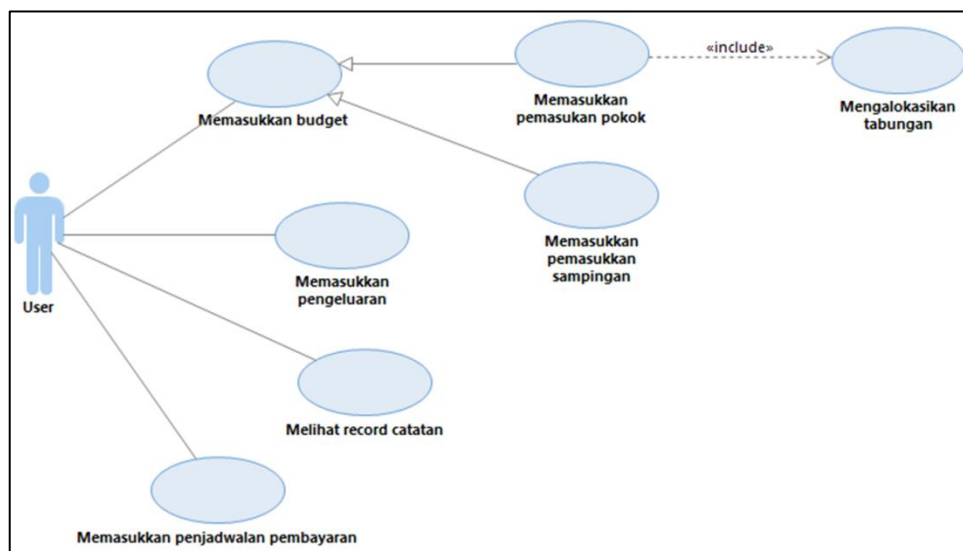 Memasukkan budget
Memasukkan
pemasukan pokok
«include»
Mengalokasikan
tabungan
Memasukkan
pemasukkan
sampingan
Memasukkan
pengeluaran
User
Melihat record catatan
Memasukkan penjadwalan pembayaran